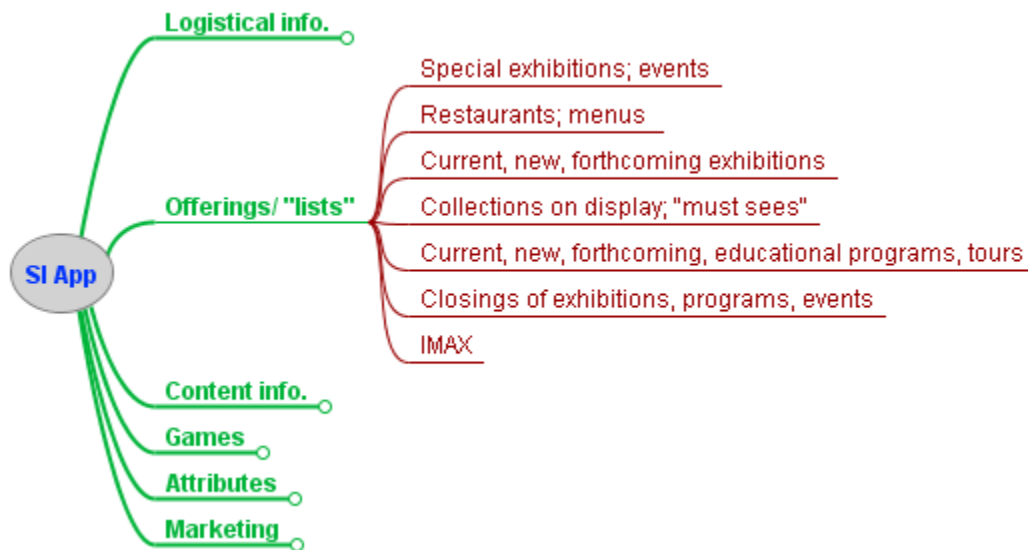 Logistical info.
Special exhibitions; events
Restaurants; menus
Current, new, forthcoming exhibitions
Offerings/ "lists"
Collections on display; "must sees"
Current, new, forthcoming, educational programs, tours
SI App
Closings of exhibitions, programs, events
IMAX
Content info.
Games
Attributes
Marketing